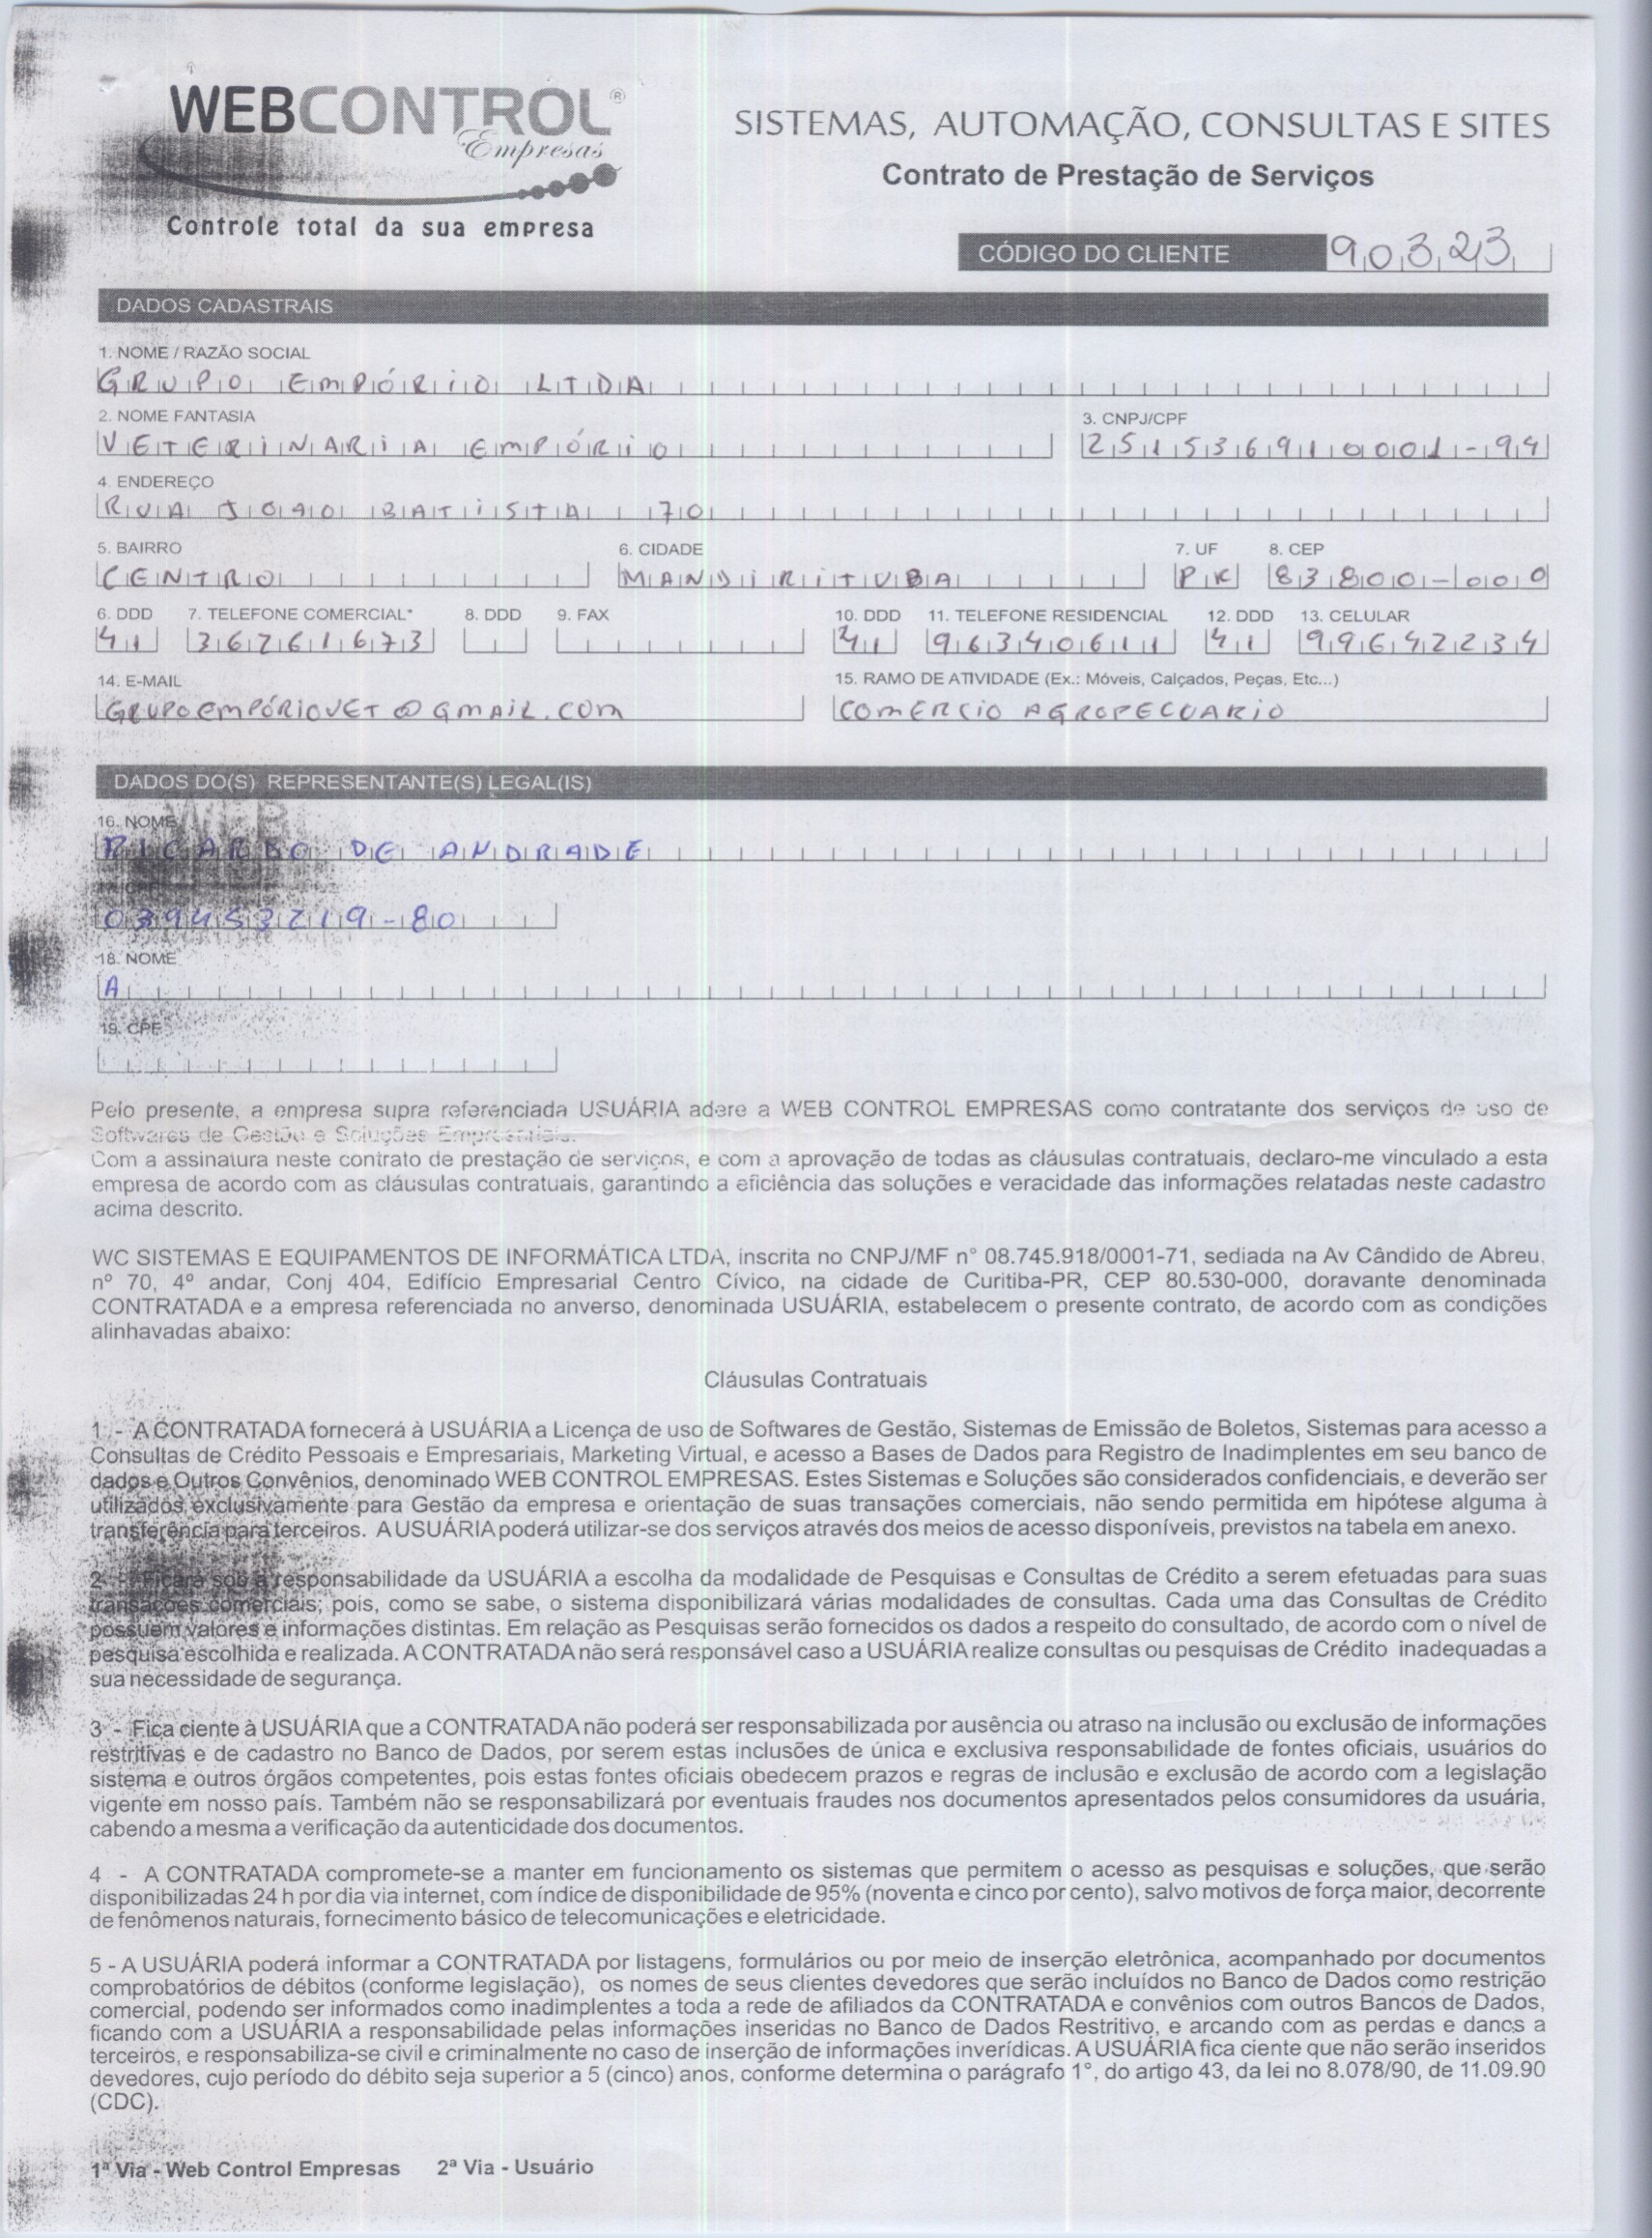 WEBCONTROL®
Empresas
Controle total da sua empresa
SISTEMAS, AUTOMAÇÃO, CONSULTAS E SITES
Contrato de Prestação de Serviços
CÓDIGO DO CLIENTE 90323
DADOS CADASTRAIS
1. NOME / RAZÃO SOCIAL
GRUPO EMPÓRIO LTDA
2. NOME FANTASIA 3. CNPJ/CPF
VETERINARIA EMPÓRIO 251536910001-94
4. ENDEREÇO
RUA JOAO BATISTA 70
5. BAIRRO 6. CIDADE 7. UF 8. CEP
CENTRO MANDIRITUBA PR 83800-000
6. DDD 7. TELEFONE COMERCIAL* 8. DDD 9. FAX 10. DDD 11. TELEFONE RESIDENCIAL 12. DDD 13. CELULAR
41 36261673 41 96340611 41 99642234
14. E-MAIL 15. RAMO DE ATIVIDADE (Ex.: Móveis, Calçados, Peças, Etc...)
GRUPOEMPÓRIOVET@GMAIL.COM COMERCIO AGROPECUARIO
DADOS DO(S) REPRESENTANTE(S) LEGAL(IS)
16. NOME
RICARDO DE ANDRADE
17. CPF
039453219-80
18. NOME
A
19. CPF
Pelo presente, a empresa supra referenciada USUÁRIA adere a WEB CONTROL EMPRESAS como contratante dos serviços de uso de
Softwares de Gestão e Soluções Empresariais.
Com a assinatura neste contrato de prestação de serviços, e com a aprovação de todas as cláusulas contratuais, declaro-me vinculado a esta
empresa de acordo com as cláusulas contratuais, garantindo a eficiência das soluções e veracidade das informações relatadas neste cadastro
acima descrito.
WC SISTEMAS E EQUIPAMENTOS DE INFORMÁTICA LTDA, inscrita no CNPJ/MF n° 08.745.918/0001-71, sediada na Av Cândido de Abreu,
nº 70, 4º andar, Conj 404, Edifício Empresarial Centro Cívico, na cidade de Curitiba-PR, CEP 80.530-000, doravante denominada
CONTRATADA e a empresa referenciada no anverso, denominada USUÁRIA, estabelecem o presente contrato, de acordo com as condições
alinhavadas abaixo:
Cláusulas Contratuais
1 - A CONTRATADA fornecerá à USUÁRIA a Licença de uso de Softwares de Gestão, Sistemas de Emissão de Boletos, Sistemas para acesso a
Consultas de Crédito Pessoais e Empresariais, Marketing Virtual, e acesso a Bases de Dados para Registro de Inadimplentes em seu banco de
dados e Outros Convênios, denominado WEB CONTROL EMPRESAS. Estes Sistemas e Soluções são considerados confidenciais, e deverão ser
utilizados exclusivamente para Gestão da empresa e orientação de suas transações comerciais, não sendo permitida em hipótese alguma à
transferência para terceiros. A USUÁRIA poderá utilizar-se dos serviços através dos meios de acesso disponíveis, previstos na tabela em anexo.
2 - Ficará sob a responsabilidade da USUÁRIA a escolha da modalidade de Pesquisas e Consultas de Crédito a serem efetuadas para suas
transações comerciais; pois, como se sabe, o sistema disponibilizará várias modalidades de consultas. Cada uma das Consultas de Crédito
possuem valores e informações distintas. Em relação as Pesquisas serão fornecidos os dados a respeito do consultado, de acordo com o nível de
pesquisa escolhida e realizada. A CONTRATADA não será responsável caso a USUÁRIA realize consultas ou pesquisas de Crédito inadequadas a
sua necessidade de segurança.
3 - Fica ciente à USUÁRIA que a CONTRATADA não poderá ser responsabilizada por ausência ou atraso na inclusão ou exclusão de informações
restritivas e de cadastro no Banco de Dados, por serem estas inclusões de única e exclusiva responsabilidade de fontes oficiais, usuários do
sistema e outros órgãos competentes, pois estas fontes oficiais obedecem prazos e regras de inclusão e exclusão de acordo com a legislação
vigente em nosso país. Também não se responsabilizará por eventuais fraudes nos documentos apresentados pelos consumidores da usuária,
cabendo a mesma a verificação da autenticidade dos documentos.
4 - A CONTRATADA compromete-se a manter em funcionamento os sistemas que permitem o acesso as pesquisas e soluções, que serão
disponibilizadas 24 h por dia via internet, com índice de disponibilidade de 95% (noventa e cinco por cento), salvo motivos de força maior, decorrente
de fenômenos naturais, fornecimento básico de telecomunicações e eletricidade.
5 - A USUÁRIA poderá informar a CONTRATADA por listagens, formulários ou por meio de inserção eletrônica, acompanhado por documentos
comprobatórios de débitos (conforme legislação), os nomes de seus clientes devedores que serão incluídos no Banco de Dados como restrição
comercial, podendo ser informados como inadimplentes a toda a rede de afiliados da CONTRATADA e convênios com outros Bancos de Dados,
ficando com a USUÁRIA a responsabilidade pelas informações inseridas no Banco de Dados Restritivo, e arcando com as perdas e danos a
terceiros, e responsabiliza-se civil e criminalmente no caso de inserção de informações inverídicas. A USUÁRIA fica ciente que não serão inseridos
devedores, cujo período do débito seja superior a 5 (cinco) anos, conforme determina o parágrafo 1°, do artigo 43, da lei no 8.078/90, de 11.09.90
(CDC).
1ª Via - Web Control Empresas 2ª Via - Usuário